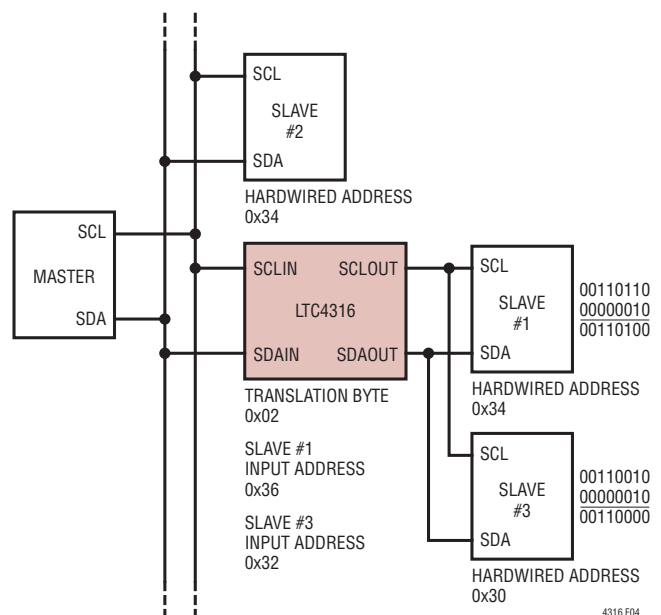 SCL
SLAVE
#2
SDA
HARDWIRED ADDRESS
0x34
SCL
MASTER
SDA
SCLIN SCLOUT
LTC4316
SDAIN SDAOUT
TRANSLATION BYTE
0x02
SLAVE #1
INPUT ADDRESS
0x36
SLAVE #3
INPUT ADDRESS
0x32
SCL
SLAVE
#1
SDA
00110110
00000010
00110100
HARDWIRED ADDRESS
0x34
SCL
SLAVE
#3
SDA
00110010
00000010
00110000
HARDWIRED ADDRESS
0x30
4316 F04